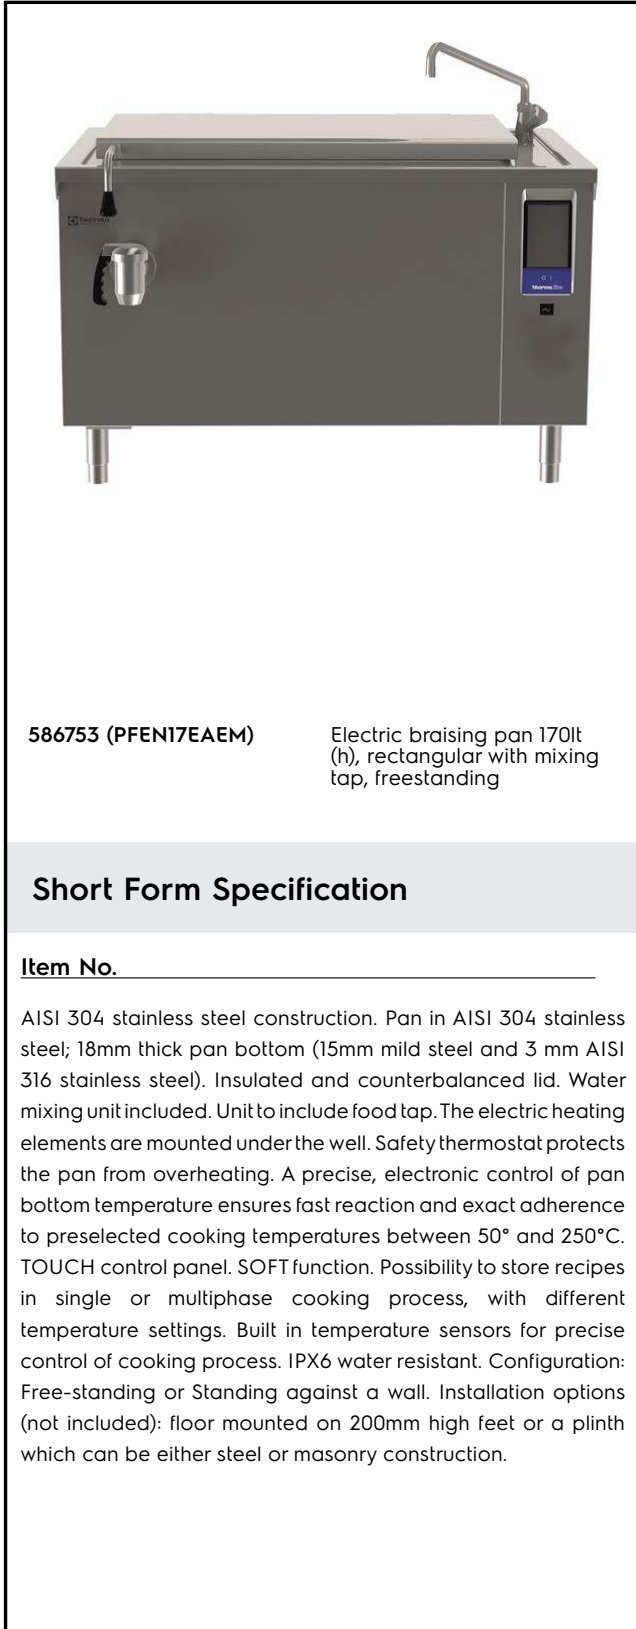 Electrolux
O I
thermaline
586753 (PFEN17EAEM)
Electric braising pan 170lt
(h), rectangular with mixing
tap, freestanding
Short Form Specification
Item No.
AISI 304 stainless steel construction. Pan in AISI 304 stainless
steel; 18mm thick pan bottom (15mm mild steel and 3 mm AISI
316 stainless steel). Insulated and counterbalanced lid. Water
mixing unit included. Unit to include food tap. The electric heating
elements are mounted under the well. Safety thermostat protects
the pan from overheating. A precise, electronic control of pan
bottom temperature ensures fast reaction and exact adherence
to preselected cooking temperatures between 50° and 250°C.
TOUCH control panel. SOFT function. Possibility to store recipes
in single or multiphase cooking process, with different
temperature settings. Built in temperature sensors for precise
control of cooking process. IPX6 water resistant. Configuration:
Free-standing or Standing against a wall. Installation options
(not included): floor mounted on 200mm high feet or a plinth
which can be either steel or masonry construction.